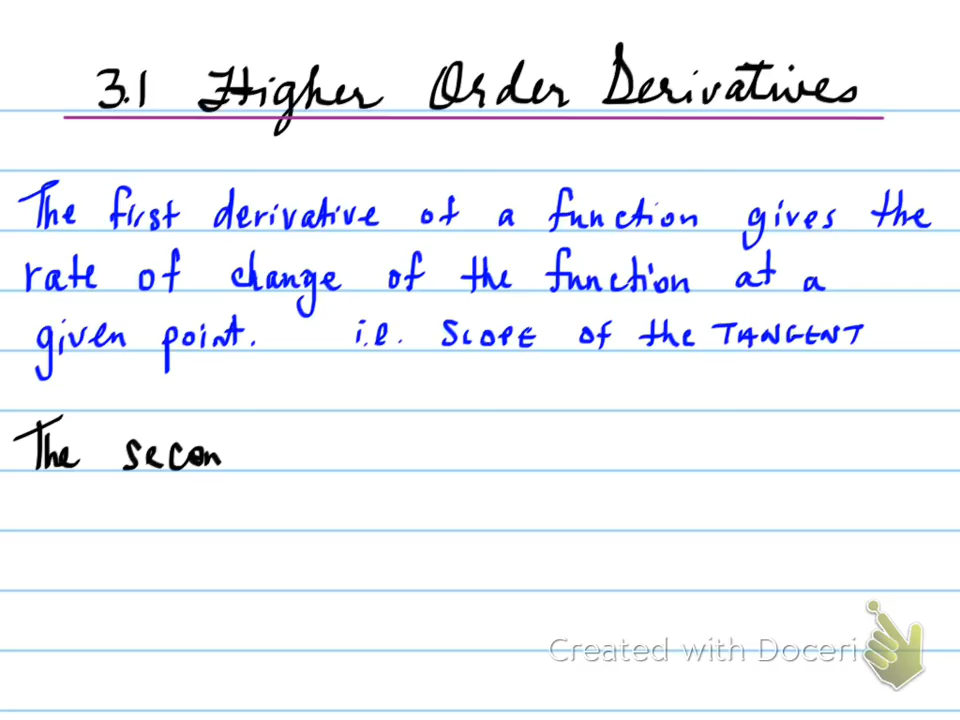 3.1 Higher Order Derivatives
The first derivative of a function gives the
rate of change of the function at a
given point. i.e. SLOPE of the TANGENT
The secon
Created with Doceri